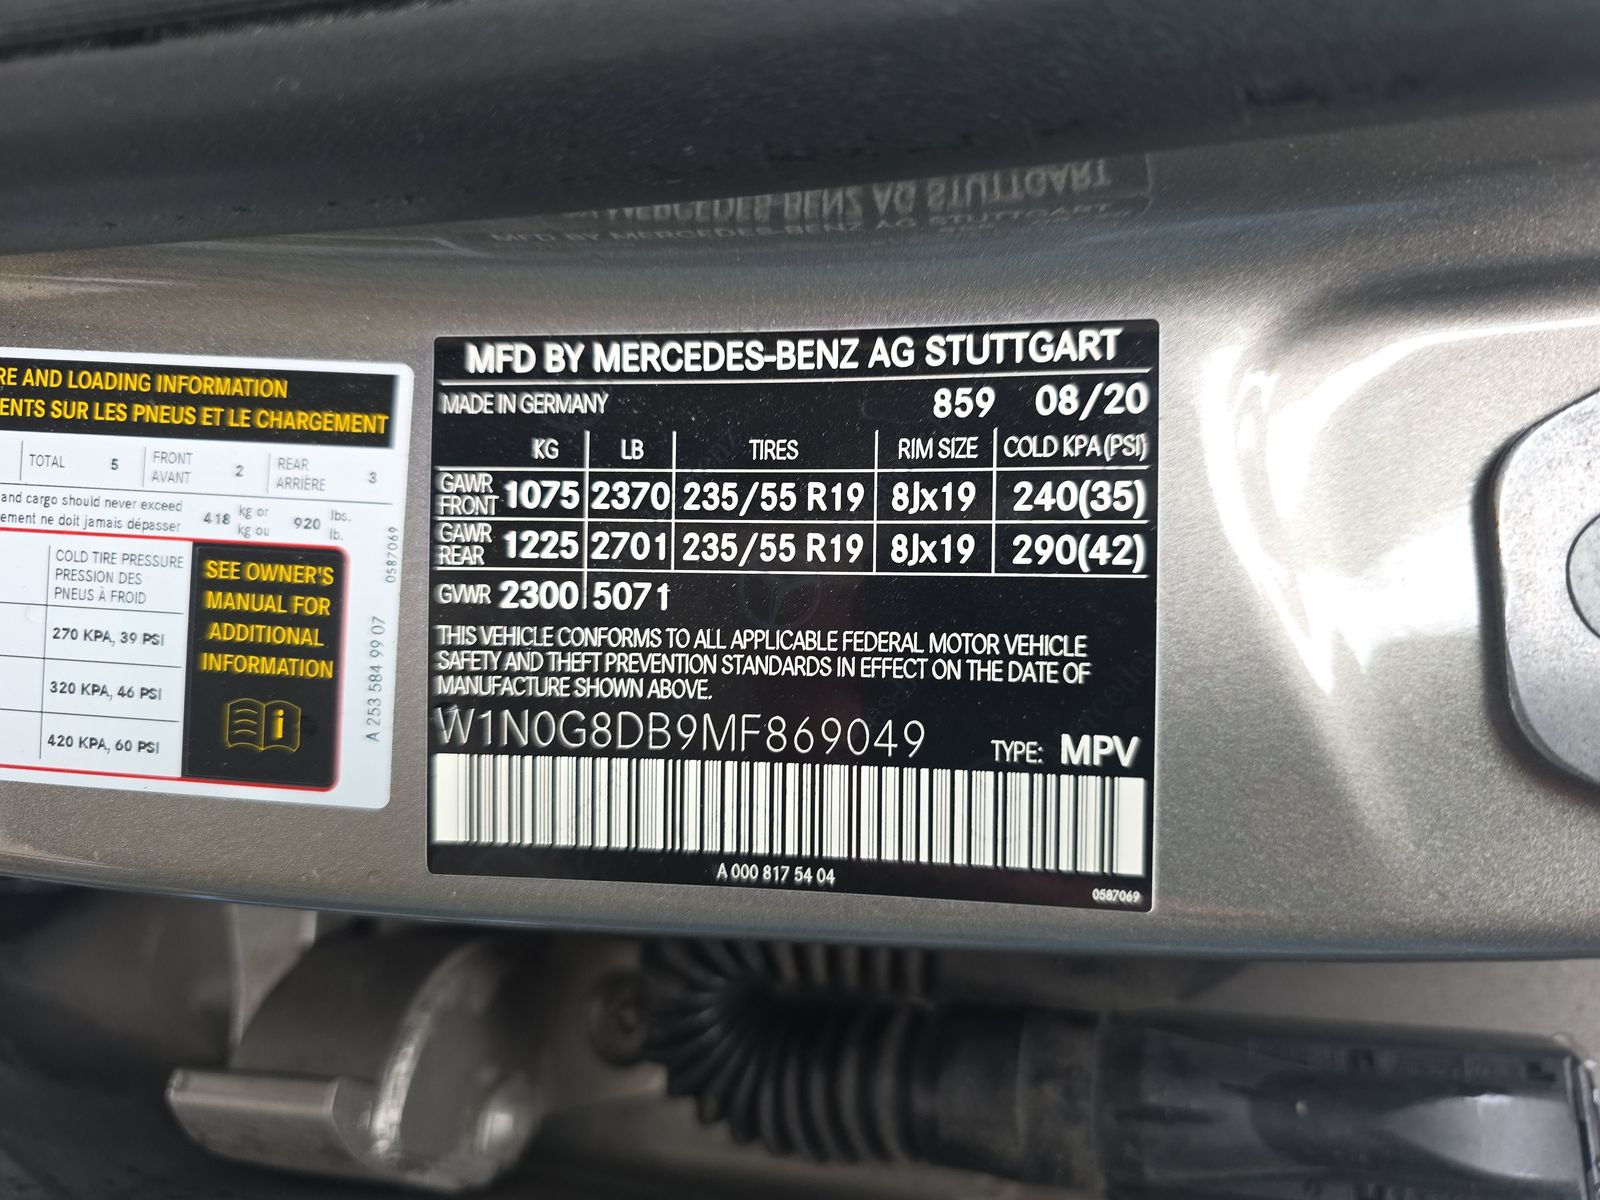 RE AND LOADING INFORMATION
ENTS SUR LES PNEUS ET LE CHARGEMENT
TOTAL 5 FRONT AVANT 2 REAR ARRIÈRE 3
and cargo should never exceed
ement ne doit jamais dépasser 418 kg or kg ou 920 lbs. lb.
COLD TIRE PRESSURE
PRESSION DES
PNEUS À FROID
270 KPA, 39 PSI
320 KPA, 46 PSI
420 KPA, 60 PSI
SEE OWNER'S
MANUAL FOR
ADDITIONAL
INFORMATION
i
A 253 584 99 07
0587069
MFD BY MERCEDES-BENZ AG STUTTGART
MADE IN GERMANY 859 08/20
KG LB TIRES RIM SIZE COLD KPA(PSI)
GAWR FRONT 1075 2370 235/55 R19 8Jx19 240(35)
GAWR REAR 1225 2701 235/55 R19 8Jx19 290(42)
GVWR 2300 5071
THIS VEHICLE CONFORMS TO ALL APPLICABLE FEDERAL MOTOR VEHICLE
SAFETY AND THEFT PREVENTION STANDARDS IN EFFECT ON THE DATE OF
MANUFACTURE SHOWN ABOVE.
W1N0G8DB9MF869049 TYPE: MPV
A 000 817 54 04
0587069